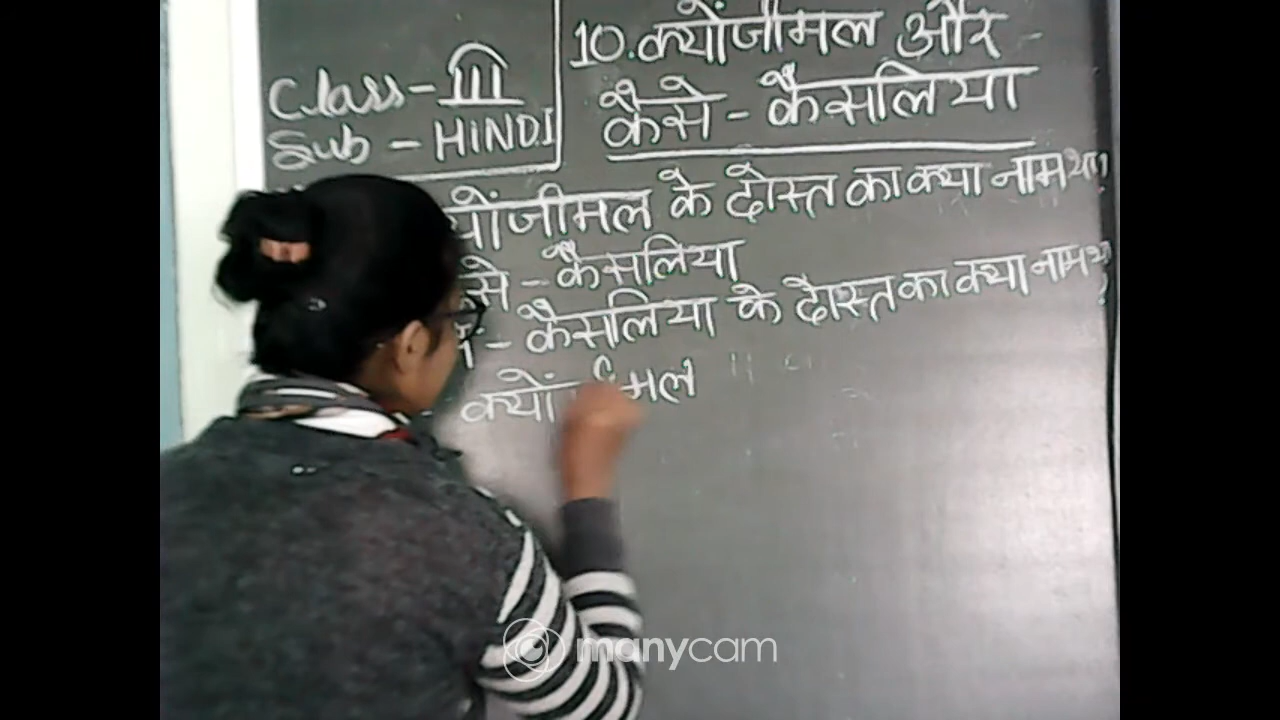 Class - III
Sub - HINDI
10. क्योंजीमल और -
कैसे - कैसलिया
योंजीमल के दोस्त का क्या नाम था?
से - कैसलिया
- कैसलिया के दोस्त का क्या नाम था?
क्यों मल
manycam